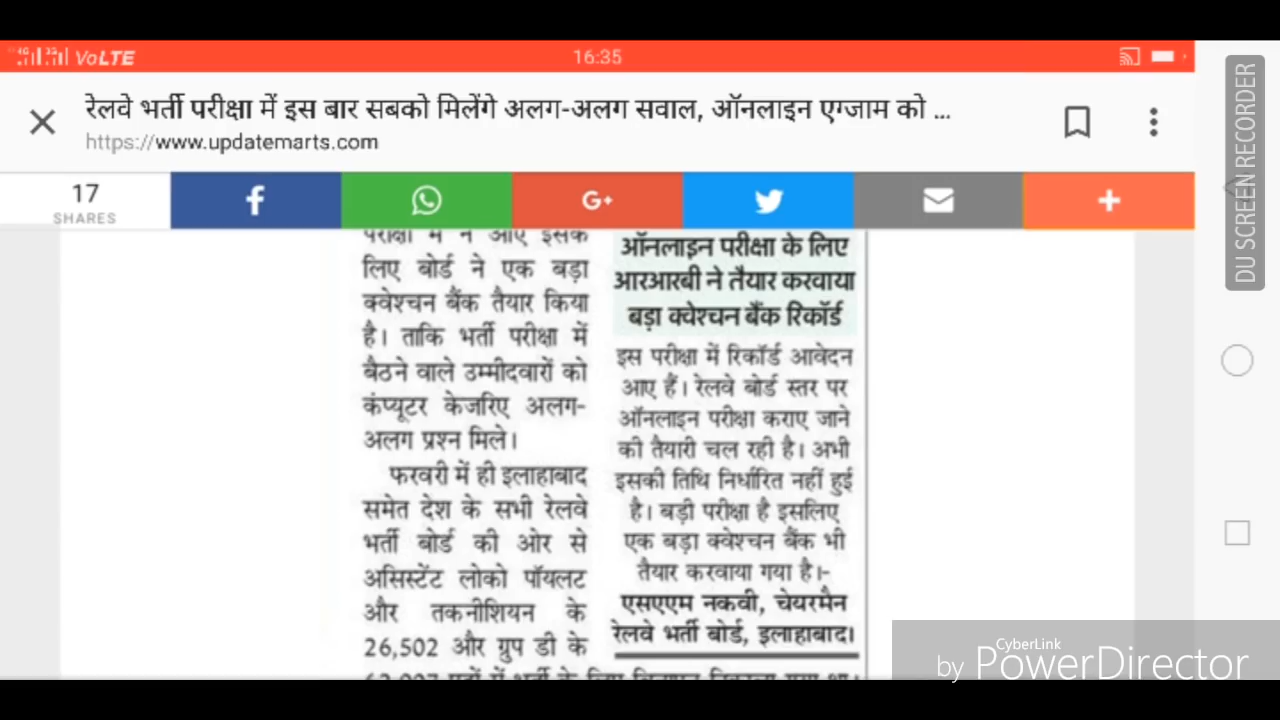 VoLTE
16:35
रेलवे भर्ती परीक्षा में इस बार सबको मिलेंगे अलग-अलग सवाल, ऑनलाइन एग्जाम को ...
https://www.updatemarts.com
17
SHARES
f
G+
+
परीक्षा में न आए इसके
लिए बोर्ड ने एक बड़ा
क्वेश्चन बैंक तैयार किया
है। ताकि भर्ती परीक्षा में
बैठने वाले उम्मीदवारों को
कंप्यूटर केजरिए अलग-
अलग प्रश्न मिले।
फरवरी में ही इलाहाबाद
समेत देश के सभी रेलवे
भर्ती बोर्ड की ओर से
असिस्टेंट लोको पॉयलट
और तकनीशियन के
26,502 और ग्रुप डी के
ऑनलाइन परीक्षा के लिए
आरआरबी ने तैयार करवाया
बड़ा क्वेश्चन बैंक रिकॉर्ड
इस परीक्षा में रिकॉर्ड आवेदन
आए हैं। रेलवे बोर्ड स्तर पर
ऑनलाइन परीक्षा कराए जाने
की तैयारी चल रही है। अभी
इसकी तिथि निर्धारित नहीं हुई
है। बड़ी परीक्षा है इसलिए
एक बड़ा क्वेश्चन बैंक भी
तैयार करवाया गया है।-
एसएएम नकवी, चेयरमैन
रेलवे भर्ती बोर्ड, इलाहाबाद।
DU SCREEN RECORDER
CyberLink
by PowerDirector